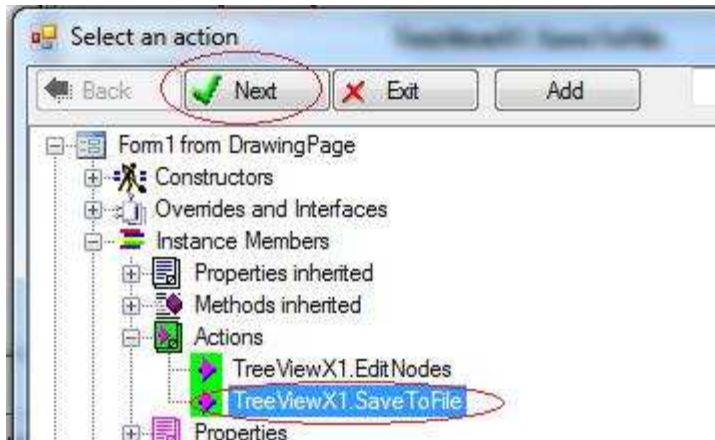 Select an action
Back Next Exit Add
Form1 from DrawingPage
Constructors
Overrides and Interfaces
Instance Members
Properties inherited
Methods inherited
Actions
TreeViewX1.EditNodes
TreeViewX1.SaveToFile
Properties